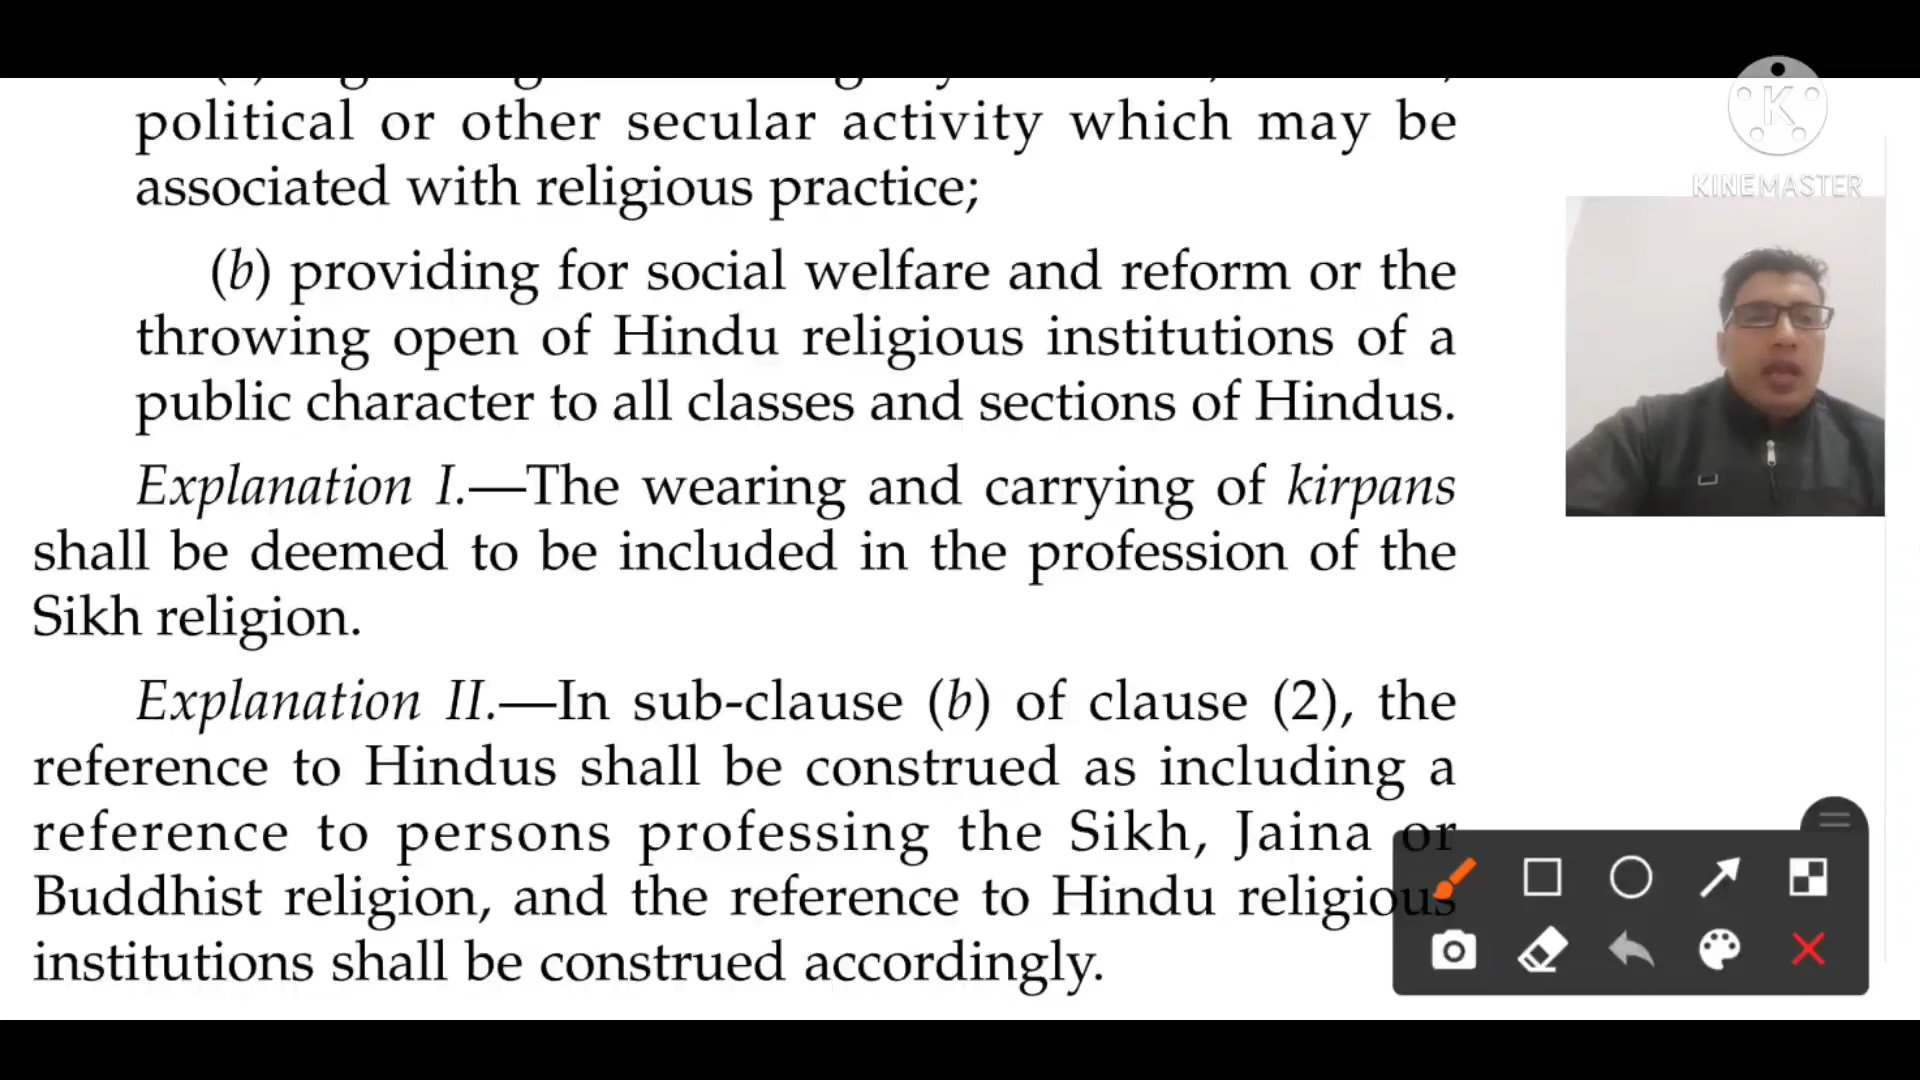 political or other secular activity which may be
associated with religious practice;
(b) providing for social welfare and reform or the
throwing open of Hindu religious institutions of a
public character to all classes and sections of Hindus.
Explanation I.—The wearing and carrying of kirpans
shall be deemed to be included in the profession of the
Sikh religion.
Explanation II.—In sub-clause (b) of clause (2), the
reference to Hindus shall be construed as including a
reference to persons professing the Sikh, Jaina or
Buddhist religion, and the reference to Hindu religious
institutions shall be construed accordingly.
K
KINEMASTER